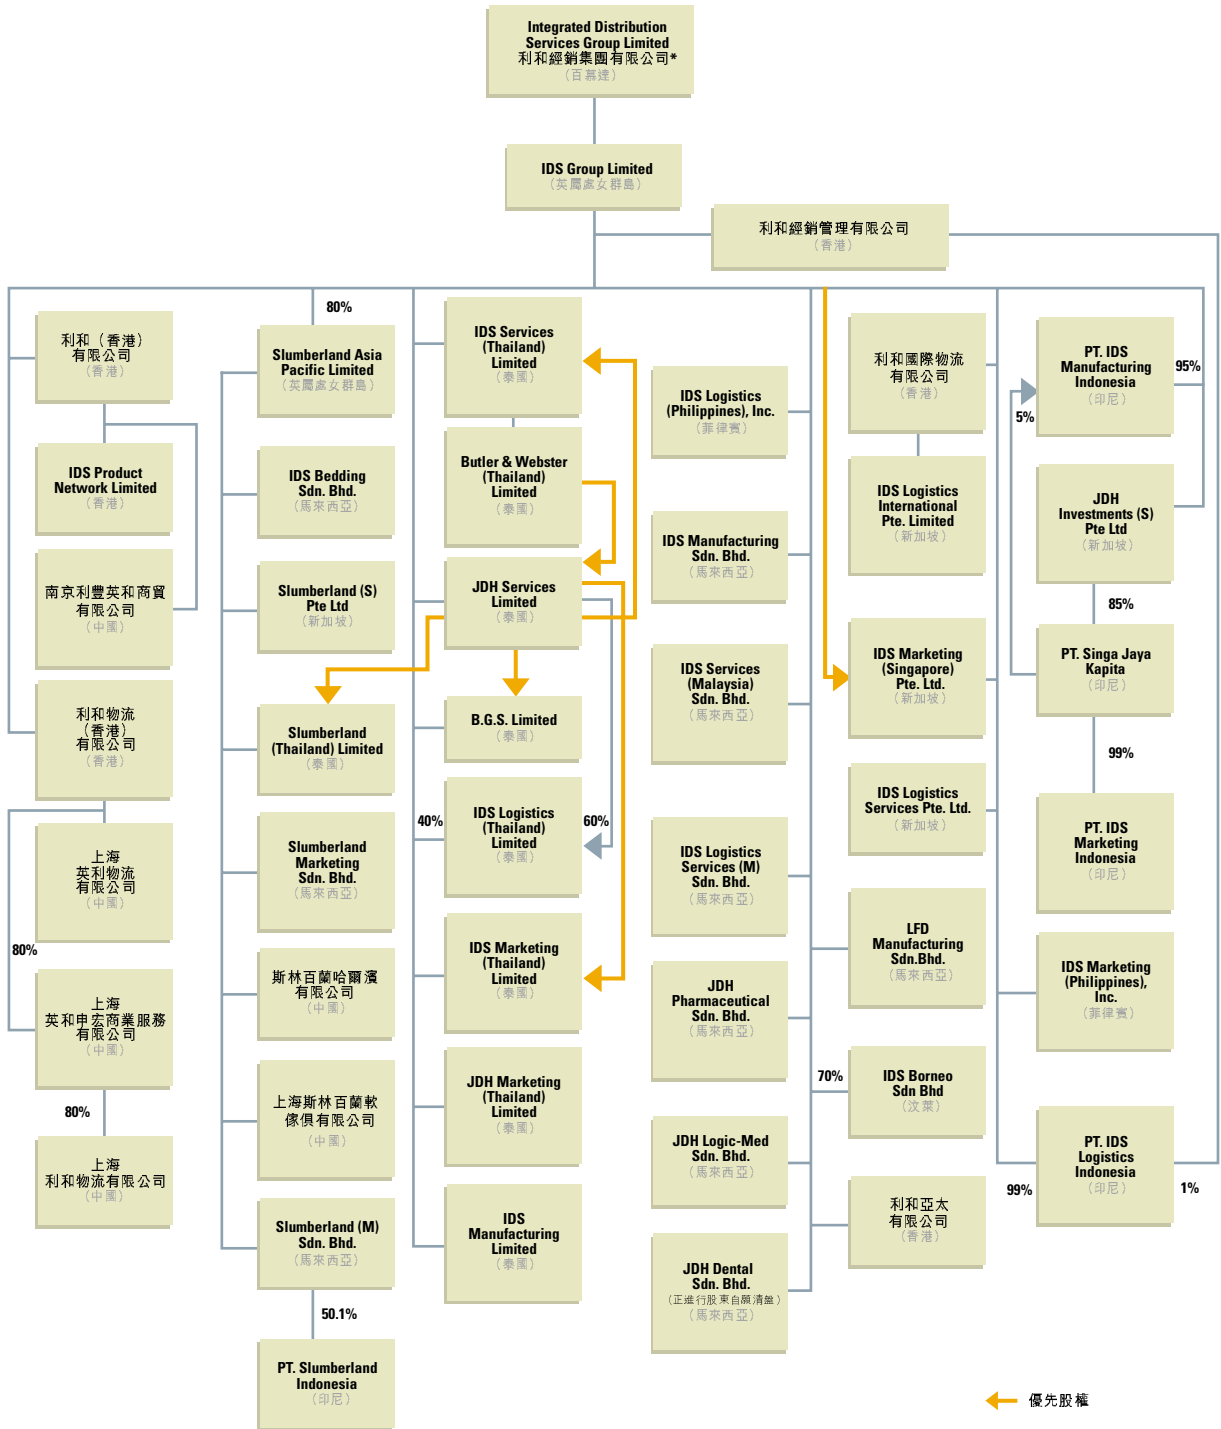 Integrated Distribution
Services Group Limited
利和經銷集團有限公司*
（百慕達）
IDS Group Limited
（英屬處女群島）
利和經銷管理有限公司
（香港）
利和（香港）
有限公司
（香港）
IDS Product
Network Limited
（香港）
南京利豐英和商貿
有限公司
（中國）
利和物流
（香港）
有限公司
（香港）
上海
英利物流
有限公司
（中國）
80%
上海
英和申宏商業服務
有限公司
（中國）
80%
上海
利和物流有限公司
（中國）
80%
Slumberland Asia
Pacific Limited
（英屬處女群島）
IDS Bedding
Sdn. Bhd.
（馬來西亞）
Slumberland (S)
Pte Ltd
（新加坡）
Slumberland
(Thailand) Limited
（泰國）
Slumberland
Marketing
Sdn. Bhd.
（馬來西亞）
斯林百蘭哈爾濱
有限公司
（中國）
上海斯林百蘭軟
傢俱有限公司
（中國）
Slumberland (M)
Sdn. Bhd.
（馬來西亞）
50.1%
PT. Slumberland
Indonesia
（印尼）
IDS Services
(Thailand)
Limited
（泰國）
Butler & Webster
(Thailand)
Limited
（泰國）
JDH Services
Limited
（泰國）
B.G.S. Limited
（泰國）
40%
IDS Logistics
(Thailand)
Limited
（泰國）
60%
IDS Marketing
(Thailand)
Limited
（泰國）
JDH Marketing
(Thailand)
Limited
（泰國）
IDS
Manufacturing
Limited
（泰國）
IDS Logistics
(Philippines), Inc.
（菲律賓）
IDS Manufacturing
Sdn. Bhd.
（馬來西亞）
IDS Services
(Malaysia)
Sdn. Bhd.
（馬來西亞）
IDS Logistics
Services (M)
Sdn. Bhd.
（馬來西亞）
JDH
Pharmaceutical
Sdn. Bhd.
（馬來西亞）
JDH Logic-Med
Sdn. Bhd.
（馬來西亞）
JDH Dental
Sdn. Bhd.
（正進行股東自願清盤）
（馬來西亞）
利和國際物流
有限公司
（香港）
IDS Logistics
International
Pte. Limited
（新加坡）
IDS Marketing
(Singapore)
Pte. Ltd.
（新加坡）
IDS Logistics
Services Pte. Ltd.
（新加坡）
LFD
Manufacturing
Sdn.Bhd.
（馬來西亞）
70%
IDS Borneo
Sdn Bhd
（汶萊）
利和亞太
有限公司
（香港）
PT. IDS
Manufacturing
Indonesia
（印尼）
95%
5%
JDH
Investments (S)
Pte Ltd
（新加坡）
85%
PT. Singa Jaya
Kapita
（印尼）
99%
PT. IDS
Marketing
Indonesia
（印尼）
IDS Marketing
(Philippines),
Inc.
（菲律賓）
PT. IDS
Logistics
Indonesia
（印尼）
99%
1%
優先股權